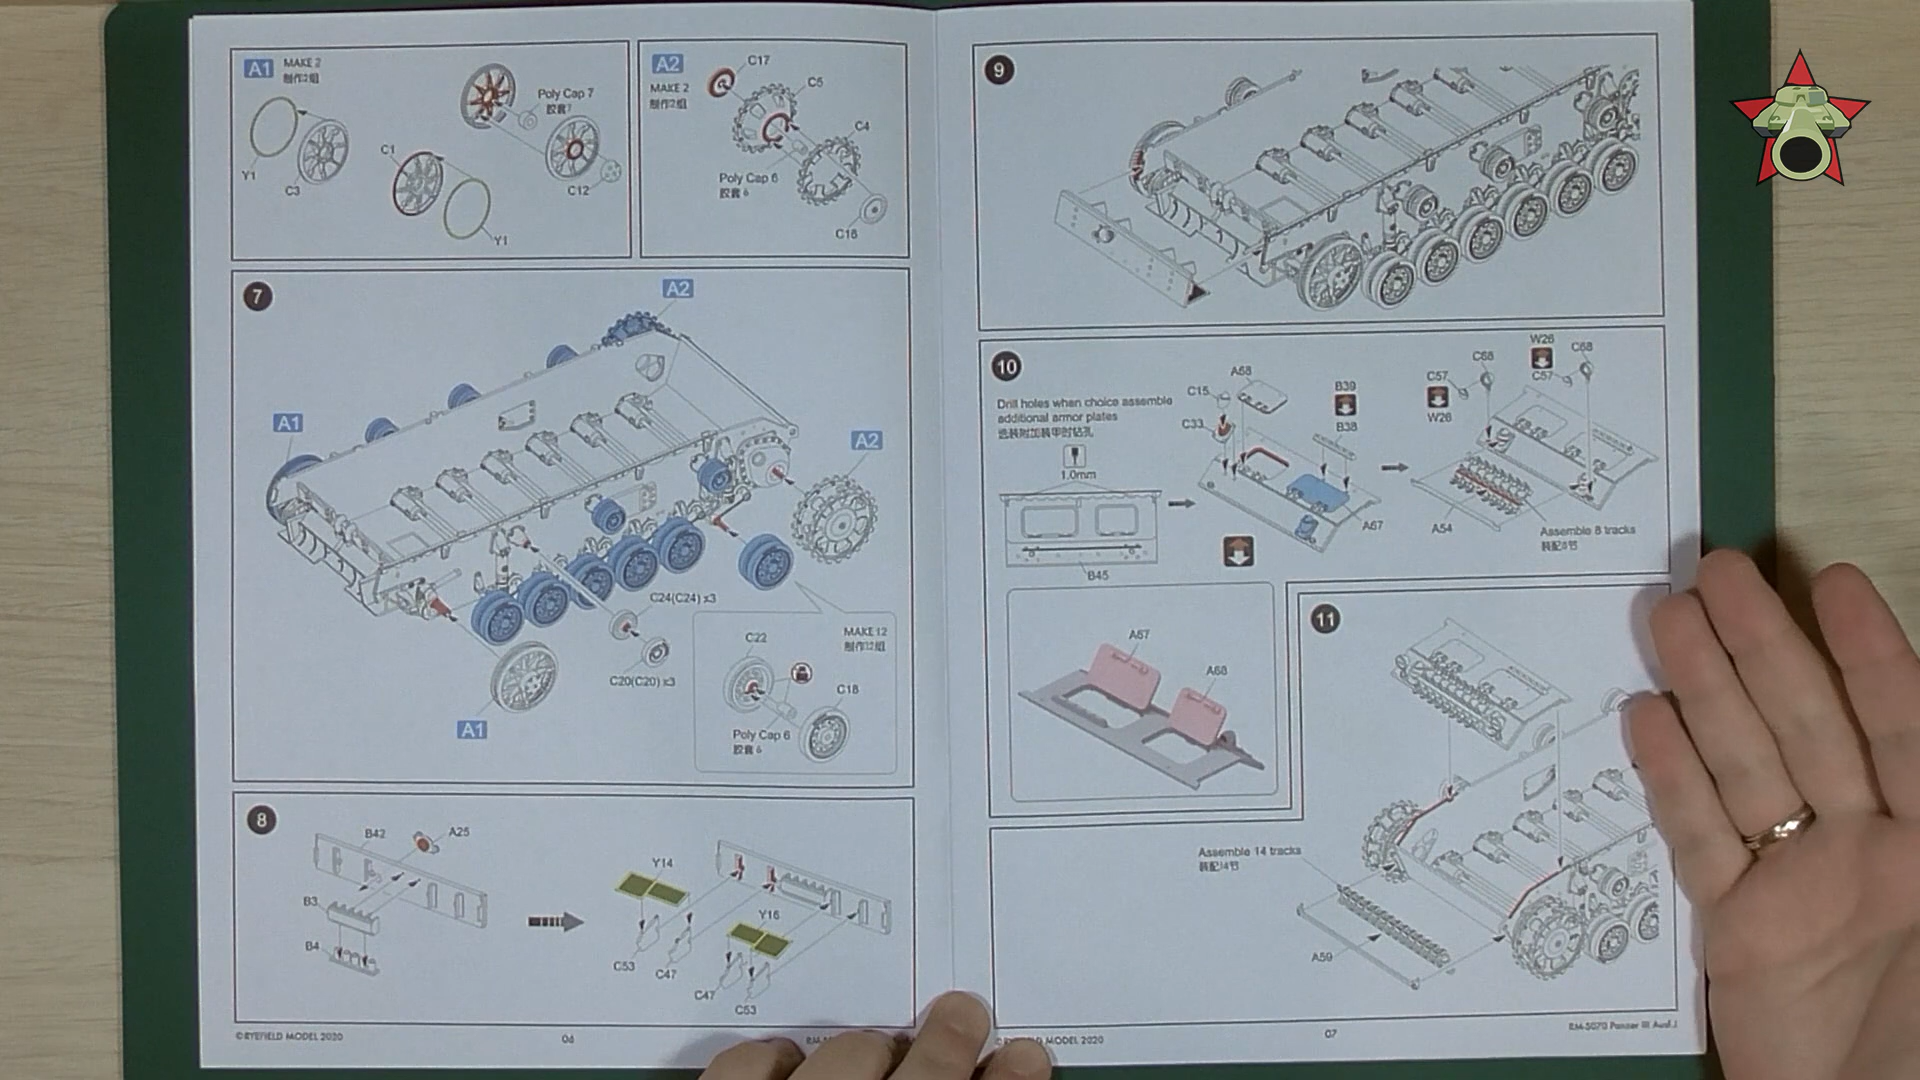 A1
MAKE 2
制作2组
Y1
C3
C1
Poly Cap 7
胶套7
C12
Y1
A2
MAKE 2
制作2组
C17
C5
C4
Poly Cap 6
胶套 6
C16
7
A2
A1
A2
C24(C24) x3
C20(C20) x3
A1
MAKE 12
制作12组
C22
C18
Poly Cap 6
胶套 6
8
B42
A25
B3
B4
Y14
Y16
C53
C47
C47
C53
©RYEFIELD MODEL 2020
06
9
10
Drill holes when choice assemble
additional armor plates
选装附加装甲时钻孔
1.0mm
B45
C15
A68
C33
B39
B38
A67
C57
W26
C68
W26
C57
C68
A54
Assemble 8 tracks
装配8节
A67
A68
11
Assemble 14 tracks
装配14节
A59
MODEL 2020
07
RM-5070 Panzer III Ausf.J